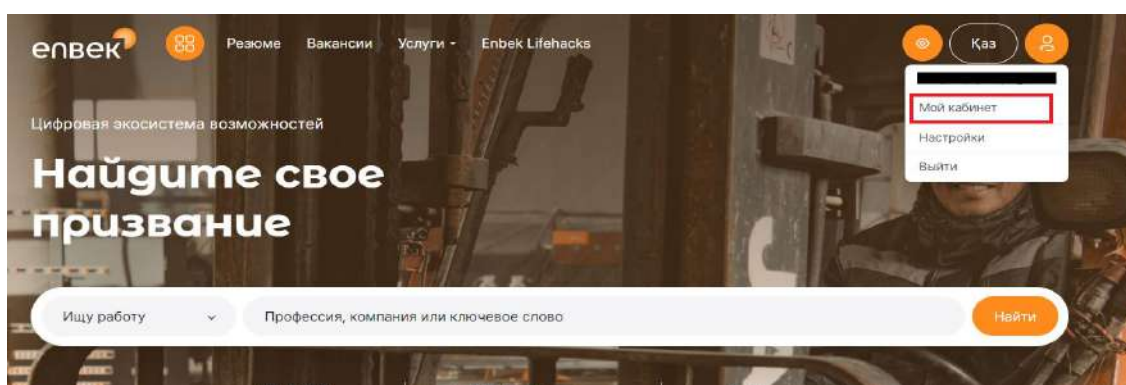 enbek
Резюме Вакансии Услуги Enbek Lifehacks
Қаз
Мой кабинет
Настройки
Выйти
Цифровая экосистема возможностей
Найдите свое
призвание
Ищу работу Профессия, компания или ключевое слово Найти